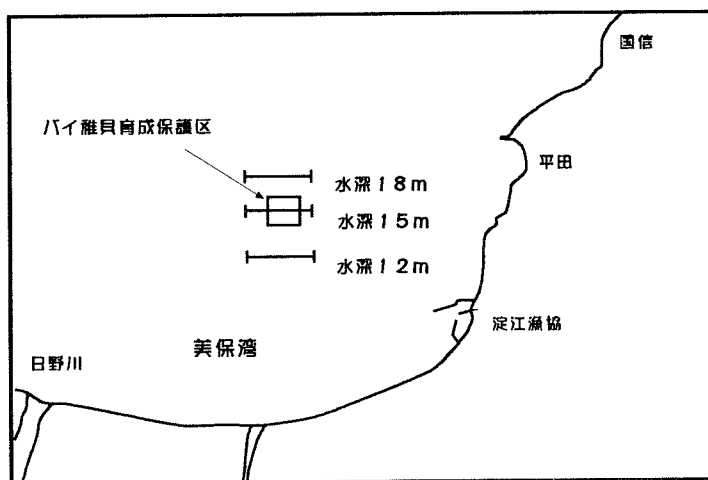 国信
バイ稚貝育成保護区
平田
水深18m
水深15m
水深12m
淀江漁協
美保湾
日野川